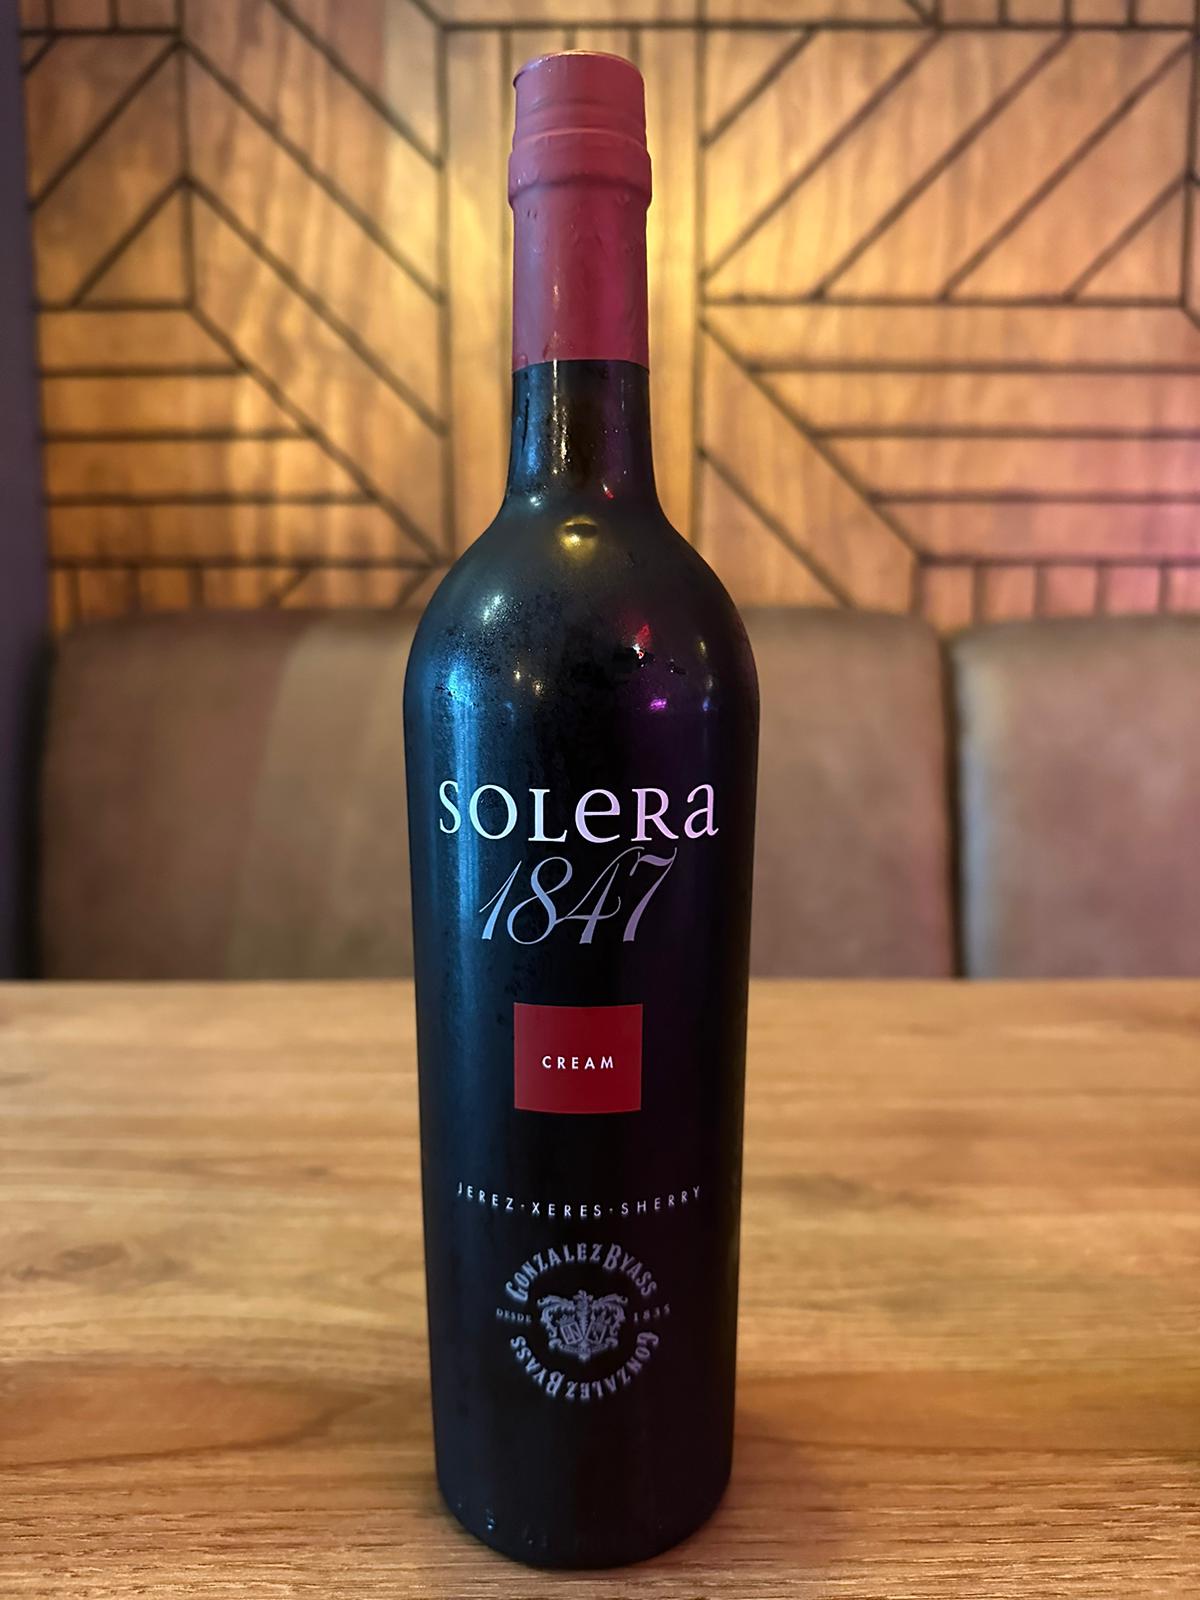 SOLeRa
1847
CREAM
JEREZ-XERES-SHERRY
GONZALEZ BYASS
DESDE 1835
GONZALEZ BYASS